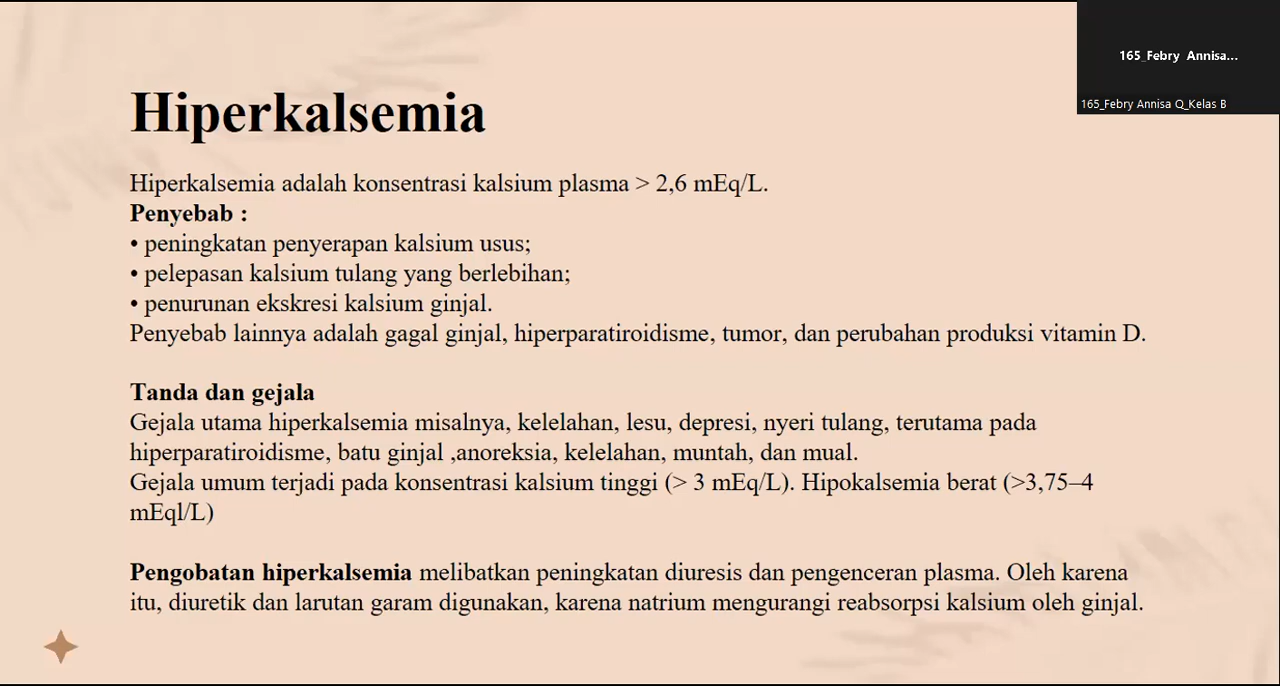 165_Febry Annisa...
165_Febry Annisa Q_Kelas B
Hiperkalsemia
Hiperkalsemia adalah konsentrasi kalsium plasma > 2,6 mEq/L.
Penyebab :
• peningkatan penyerapan kalsium usus;
• pelepasan kalsium tulang yang berlebihan;
• penurunan ekskresi kalsium ginjal.
Penyebab lainnya adalah gagal ginjal, hiperparatiroidisme, tumor, dan perubahan produksi vitamin D.
Tanda dan gejala
Gejala utama hiperkalsemia misalnya, kelelahan, lesu, depresi, nyeri tulang, terutama pada
hiperparatiroidisme, batu ginjal ,anoreksia, kelelahan, muntah, dan mual.
Gejala umum terjadi pada konsentrasi kalsium tinggi (> 3 mEq/L). Hipokalsemia berat (>3,75–4
mEql/L)
Pengobatan hiperkalsemia melibatkan peningkatan diuresis dan pengenceran plasma. Oleh karena
itu, diuretik dan larutan garam digunakan, karena natrium mengurangi reabsorpsi kalsium oleh ginjal.